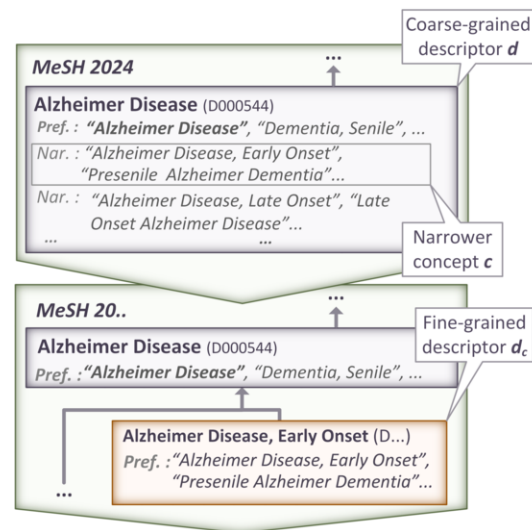 Coarse-grained
descriptor d
...
MeSH 2024
Alzheimer Disease (D000544)
Pref. : “Alzheimer Disease”, “Dementia, Senile”, ...
Nar. : “Alzheimer Disease, Early Onset”,
“Presenile Alzheimer Dementia”...
Nar. : “Alzheimer Disease, Late Onset”, “Late
Onset Alzheimer Disease”...
... ...
Narrower
concept c
...
MeSH 20..
Fine-grained
descriptor dc
Alzheimer Disease (D000544)
Pref. : “Alzheimer Disease”, “Dementia, Senile”, ...
Alzheimer Disease, Early Onset (D...)
Pref. : “Alzheimer Disease, Early Onset”,
“Presenile Alzheimer Dementia”...
...